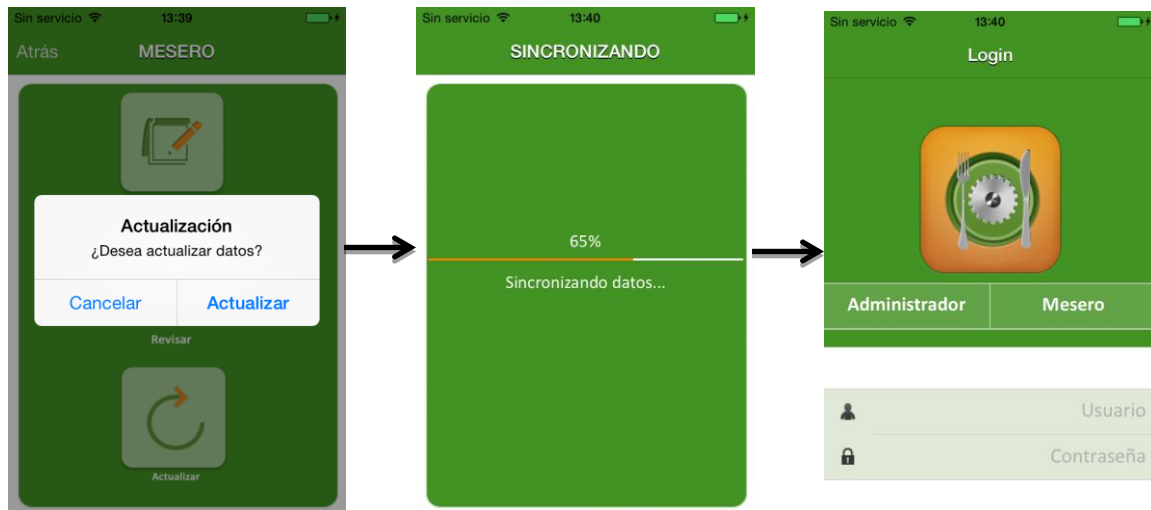 Sin servicio 13:39
Atrás MESERO
Actualización
¿Desea actualizar datos?
Cancelar Actualizar
Revisar
Actualizar
Sin servicio 13:40
SINCRONIZANDO
65%
Sincronizando datos...
Sin servicio 13:40
Login
Administrador Mesero
Usuario
Contraseña